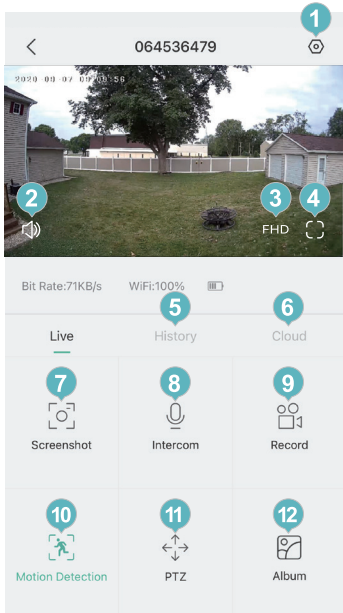 1
064536479
2020-09-07 09:09:56
2
3
4
FHD
Bit Rate:71KB/s WiFi:100%
5
6
Live History Cloud
7
8
9
Screenshot Intercom Record
10
11
12
Motion Detection PTZ Album